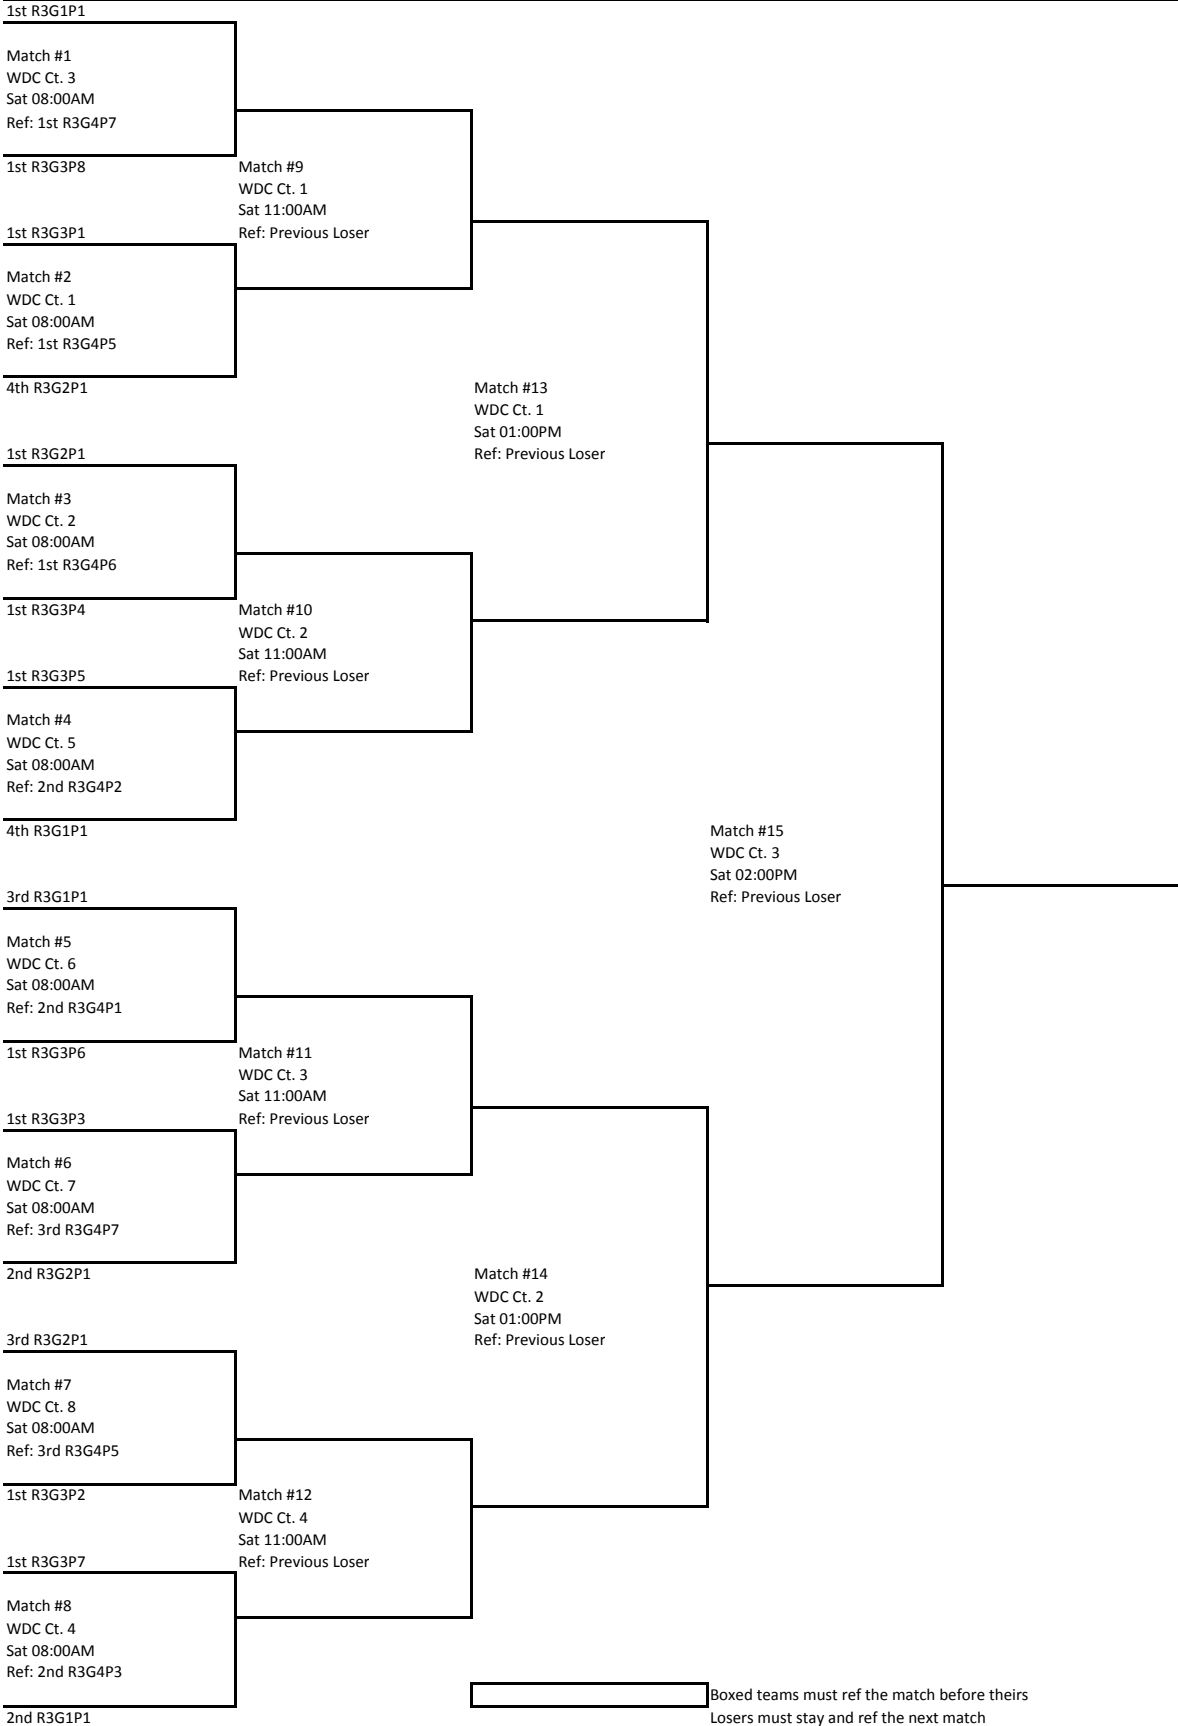 1st R3G1P1
Match #1
WDC Ct. 3
Sat 08:00AM
Ref: 1st R3G4P7
1st R3G3P8
Match #9
WDC Ct. 1
Sat 11:00AM
Ref: Previous Loser
1st R3G3P1
Match #2
WDC Ct. 1
Sat 08:00AM
Ref: 1st R3G4P5
4th R3G2P1
Match #13
WDC Ct. 1
Sat 01:00PM
Ref: Previous Loser
1st R3G2P1
Match #3
WDC Ct. 2
Sat 08:00AM
Ref: 1st R3G4P6
1st R3G3P4
Match #10
WDC Ct. 2
Sat 11:00AM
Ref: Previous Loser
1st R3G3P5
Match #4
WDC Ct. 5
Sat 08:00AM
Ref: 2nd R3G4P2
4th R3G1P1
Match #15
WDC Ct. 3
Sat 02:00PM
Ref: Previous Loser
3rd R3G1P1
Match #5
WDC Ct. 6
Sat 08:00AM
Ref: 2nd R3G4P1
1st R3G3P6
Match #11
WDC Ct. 3
Sat 11:00AM
Ref: Previous Loser
1st R3G3P3
Match #6
WDC Ct. 7
Sat 08:00AM
Ref: 3rd R3G4P7
2nd R3G2P1
Match #14
WDC Ct. 2
Sat 01:00PM
Ref: Previous Loser
3rd R3G2P1
Match #7
WDC Ct. 8
Sat 08:00AM
Ref: 3rd R3G4P5
1st R3G3P2
Match #12
WDC Ct. 4
Sat 11:00AM
Ref: Previous Loser
1st R3G3P7
Match #8
WDC Ct. 4
Sat 08:00AM
Ref: 2nd R3G4P3
2nd R3G1P1
Boxed teams must ref the match before theirs
Losers must stay and ref the next match